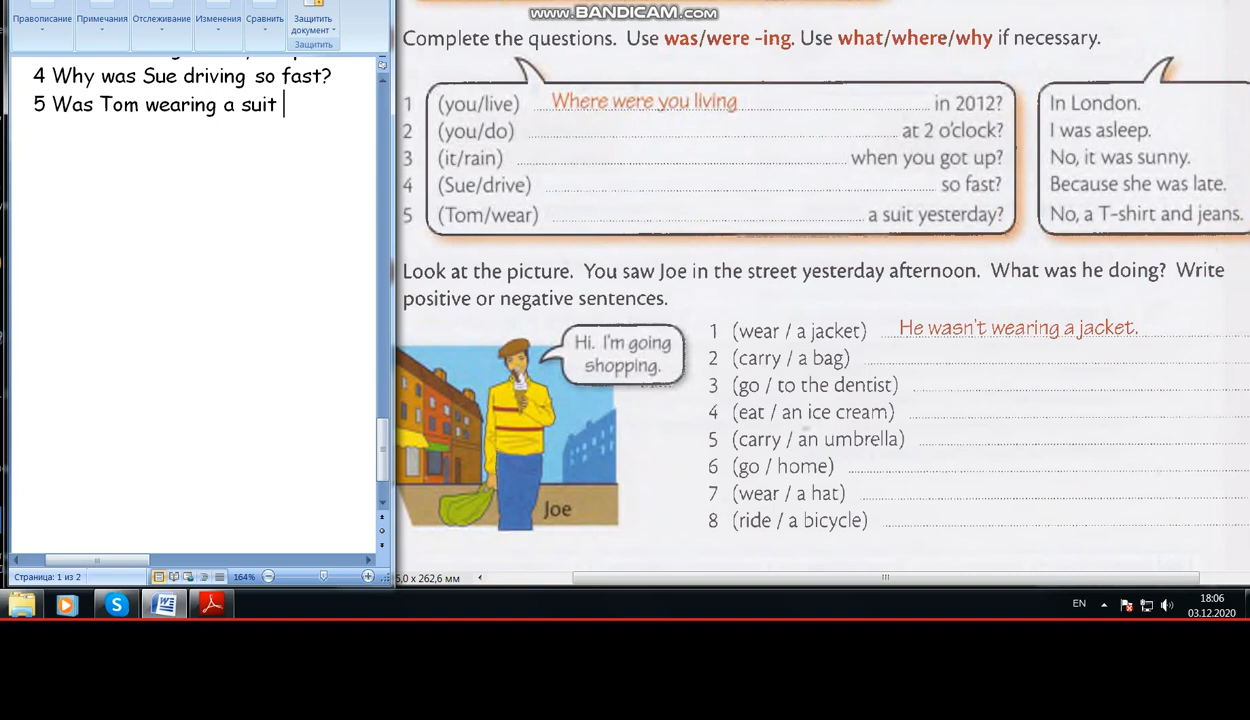 www.BANDICAM.com
Правописание Примечания Отслеживание Изменения Сравнить Защитить документ
Защитить
4 Why was Sue driving so fast?
5 Was Tom wearing a suit
Страница: 1 из 2 164%
Complete the questions. Use was/were -ing. Use what/where/why if necessary.
1 (you/live) Where were you living in 2012? In London.
2 (you/do) at 2 o'clock? I was asleep.
3 (it/rain) when you got up? No, it was sunny.
4 (Sue/drive) so fast? Because she was late.
5 (Tom/wear) a suit yesterday? No, a T-shirt and jeans.
Look at the picture. You saw Joe in the street yesterday afternoon. What was he doing? Write
positive or negative sentences.
Hi. I'm going
shopping.
Joe
1 (wear / a jacket) He wasn't wearing a jacket.
2 (carry / a bag)
3 (go / to the dentist)
4 (eat / an ice cream)
5 (carry / an umbrella)
6 (go / home)
7 (wear / a hat)
8 (ride / a bicycle)
5,0 x 262,6 мм
EN 18:06
03.12.2020